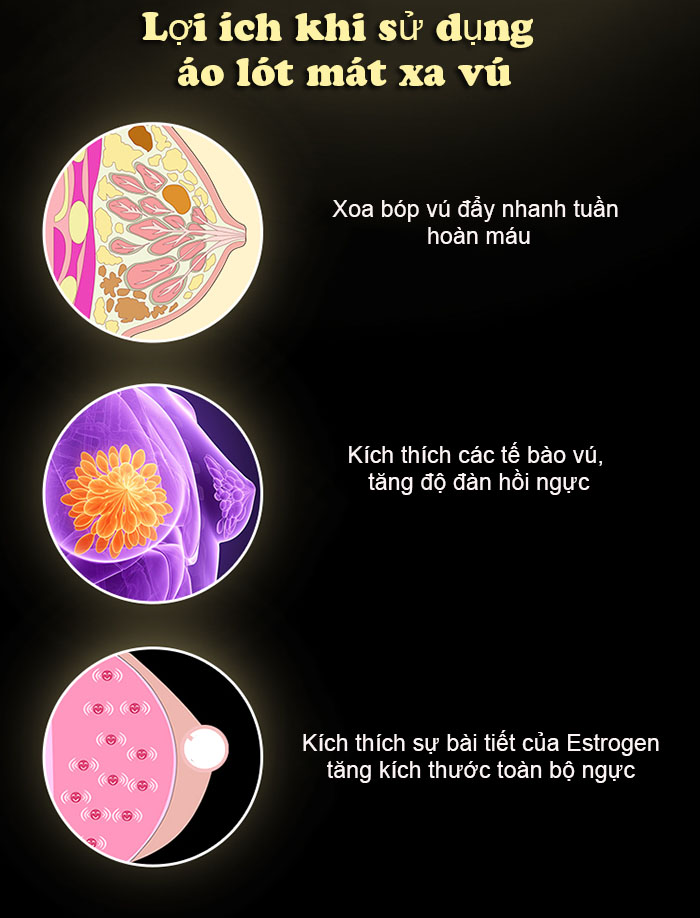 Lợi ích khi sử dụng
áo lót mát xa vú
Xoa bóp vú đẩy nhanh tuần
hoàn máu
Kích thích các tế bào vú,
tăng độ đàn hồi ngực
Kích thích sự bài tiết của Estrogen
tăng kích thước toàn bộ ngực